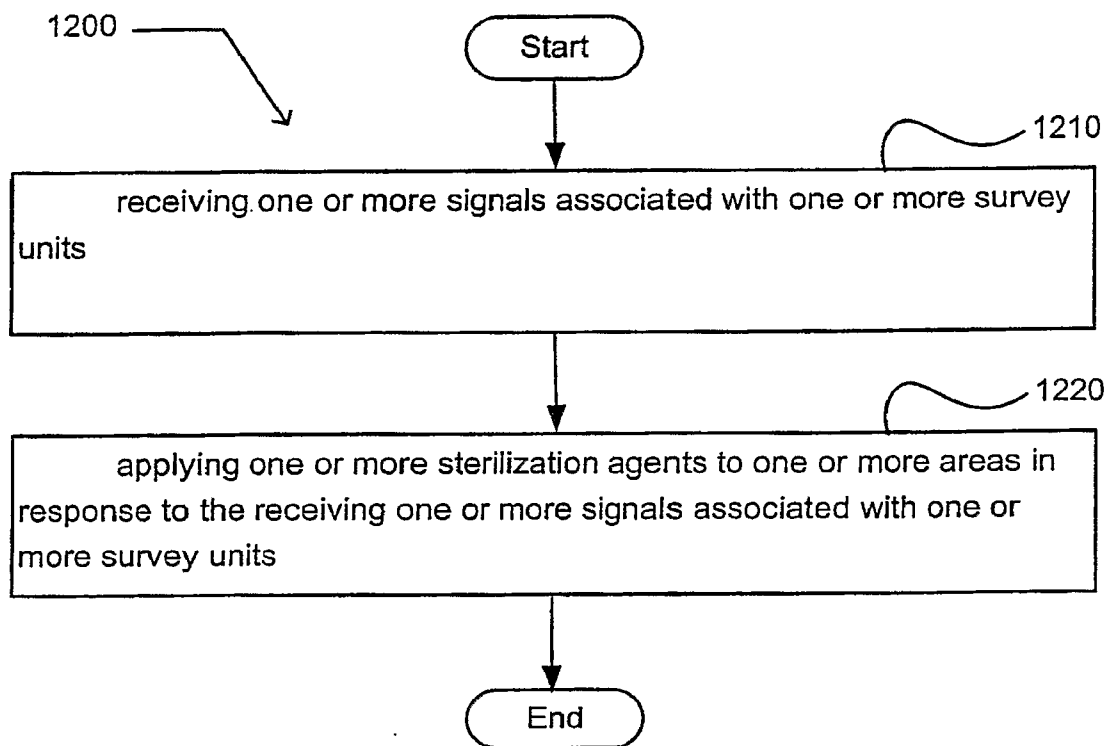 1200
Start
1210
receiving one or more signals associated with one or more survey
units
1220
applying one or more sterilization agents to one or more areas in
response to the receiving one or more signals associated with one or
more survey units
End